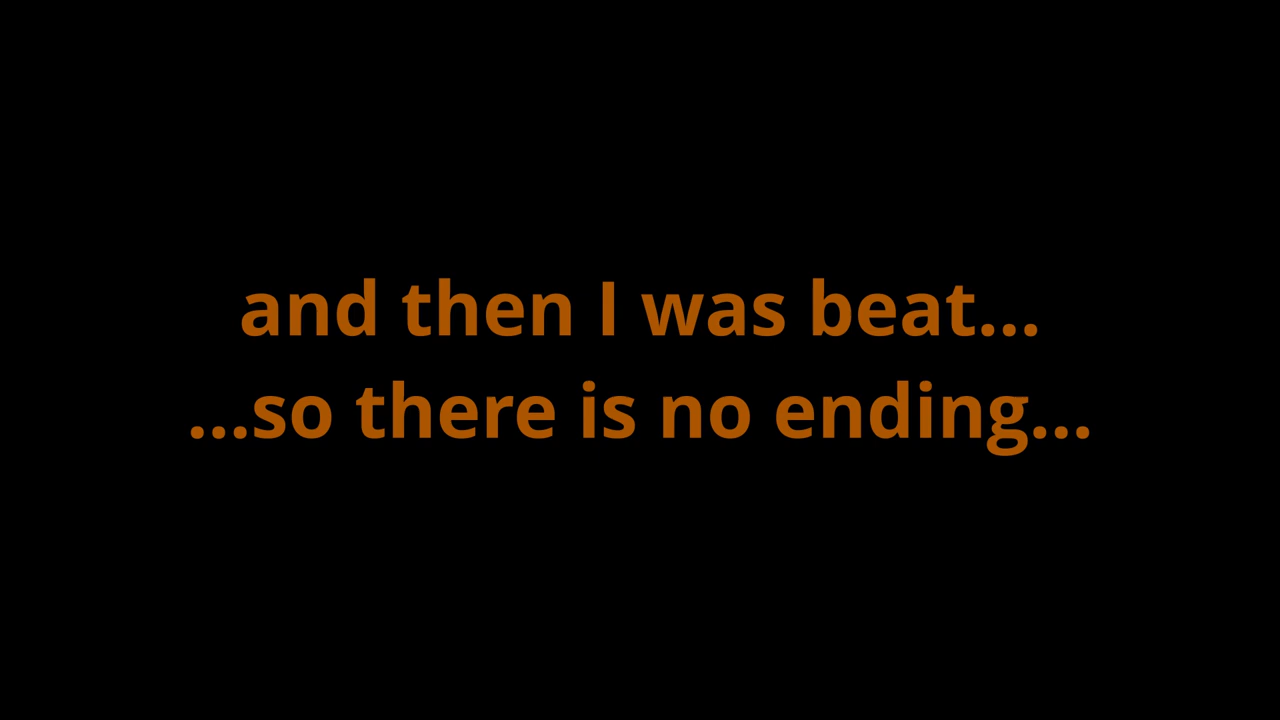 and then I was beat...
...so there is no ending...